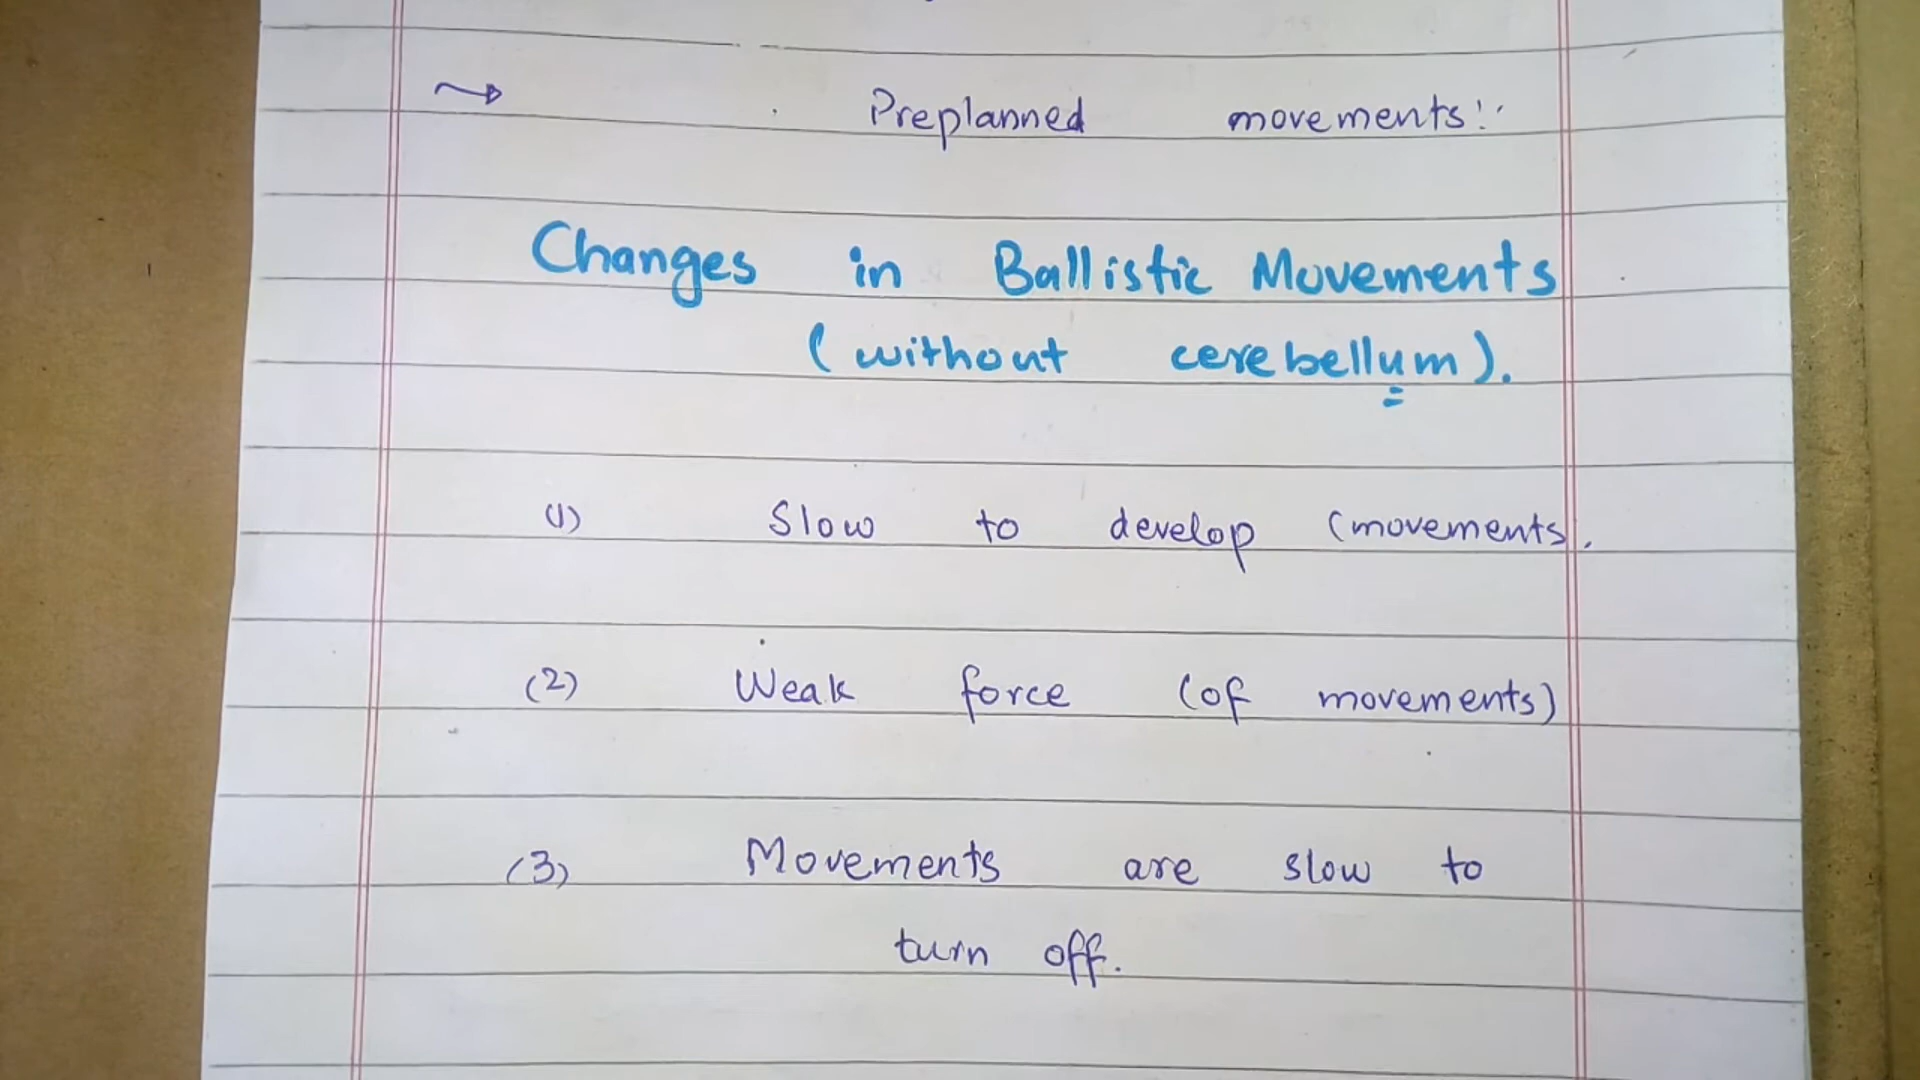 Preplanned movements!
Changes in Ballistic Movements
(without cerebellum).
(1) Slow to develop (movements.
(2) Weak force (of movements)
(3) Movements are slow to
turn off.